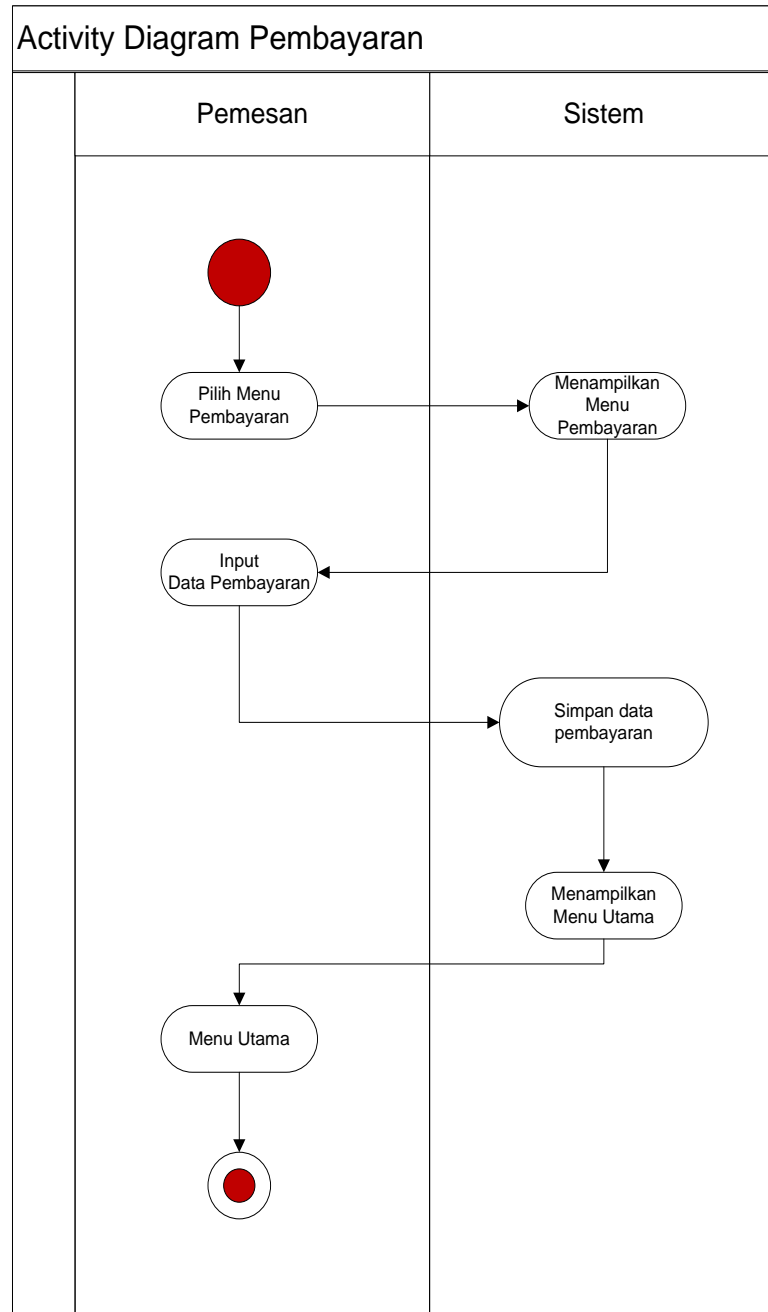 Activity Diagram Pembayaran
Pemesan
Sistem
Pilih Menu
Pembayaran
Menampilkan
Menu
Pembayaran
Input
Data Pembayaran
Simpan data
pembayaran
Menampilkan
Menu Utama
Menu Utama